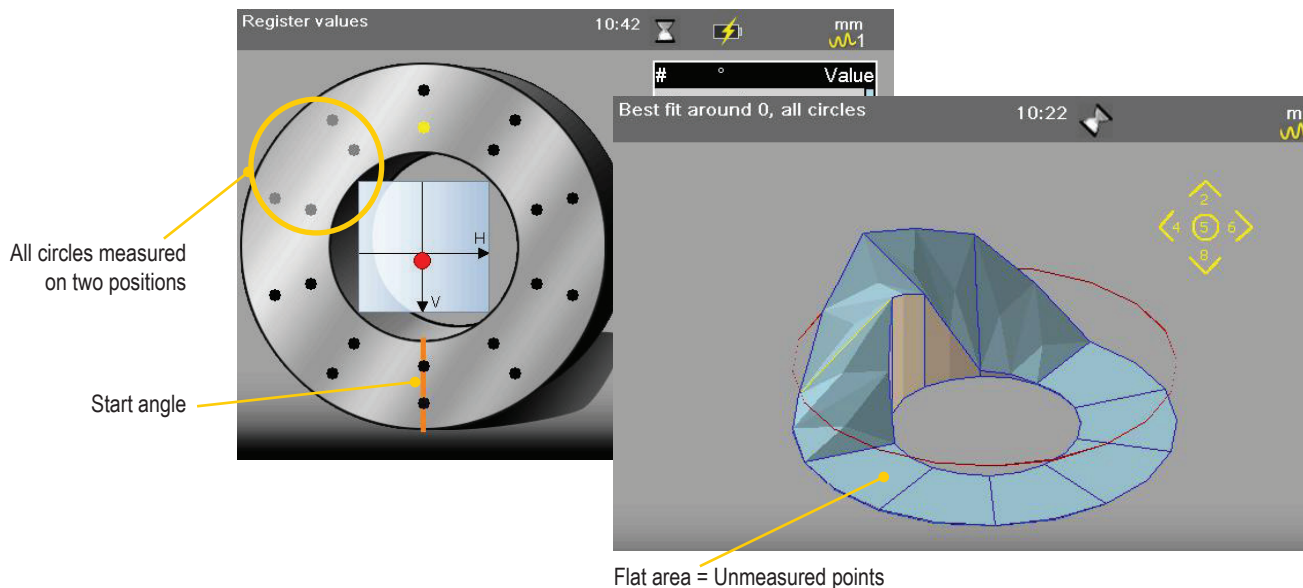 Register values
10:42
mm
1
# ° Value
Best fit around 0, all circles
10:22
m
2
4 5 6
8
H
V
All circles measured
on two positions
Start angle
Flat area = Unmeasured points